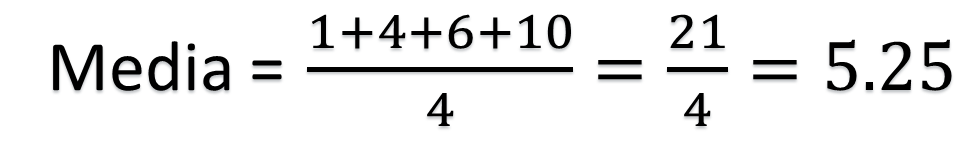 Media = 1+4+6+10/4 = 21/4 = 5.25